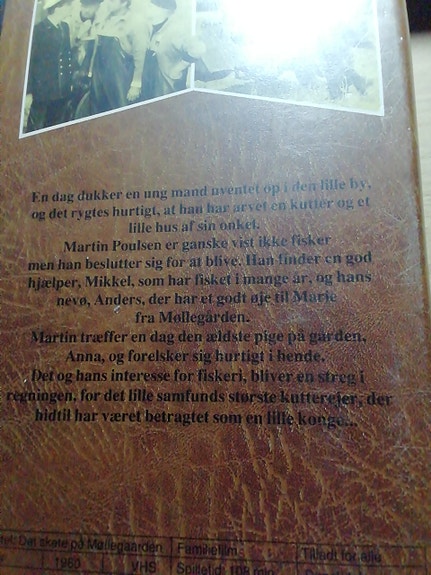 En dag dukker en ung mand uventet op i den lille by,
og det rygtes hurtigt, at han har arvet en kutter og et
lille hus af sin onkel.
Martin Poulsen er ganske vist ikke fisker
men han beslutter sig for at blive. Han finder en god
hjælper, Mikkel, som har fisket i mange år, og hans
nevø, Anders, der har et godt øje til Marie
fra Møllegården.
Martin træffer en dag den ældste pige på gården,
Anna, og forelsker sig hurtigt i hende.
Det og hans interesse for fiskeri, bliver en streg i
regningen, for det lille samfunds største kutterejer, der
hidtil har været betragtet som en lille konge...
Det skete på Møllegaarden Familiefilm Tilladt for alle
1960 VHS Spilletid: 108 min